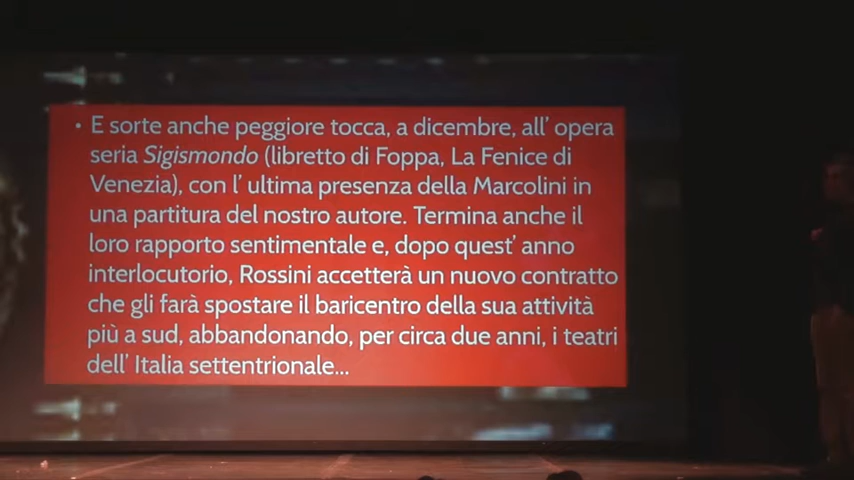 • E sorte anche peggiore tocca, a dicembre, all' opera
seria Sigismondo (libretto di Foppa, La Fenice di
Venezia), con l' ultima presenza della Marcolini in
una partitura del nostro autore. Termina anche il
loro rapporto sentimentale e, dopo quest' anno
interlocutorio, Rossini accetterà un nuovo contratto
che gli farà spostare il baricentro della sua attività
più a sud, abbandonando, per circa due anni, i teatri
dell' Italia settentrionale...